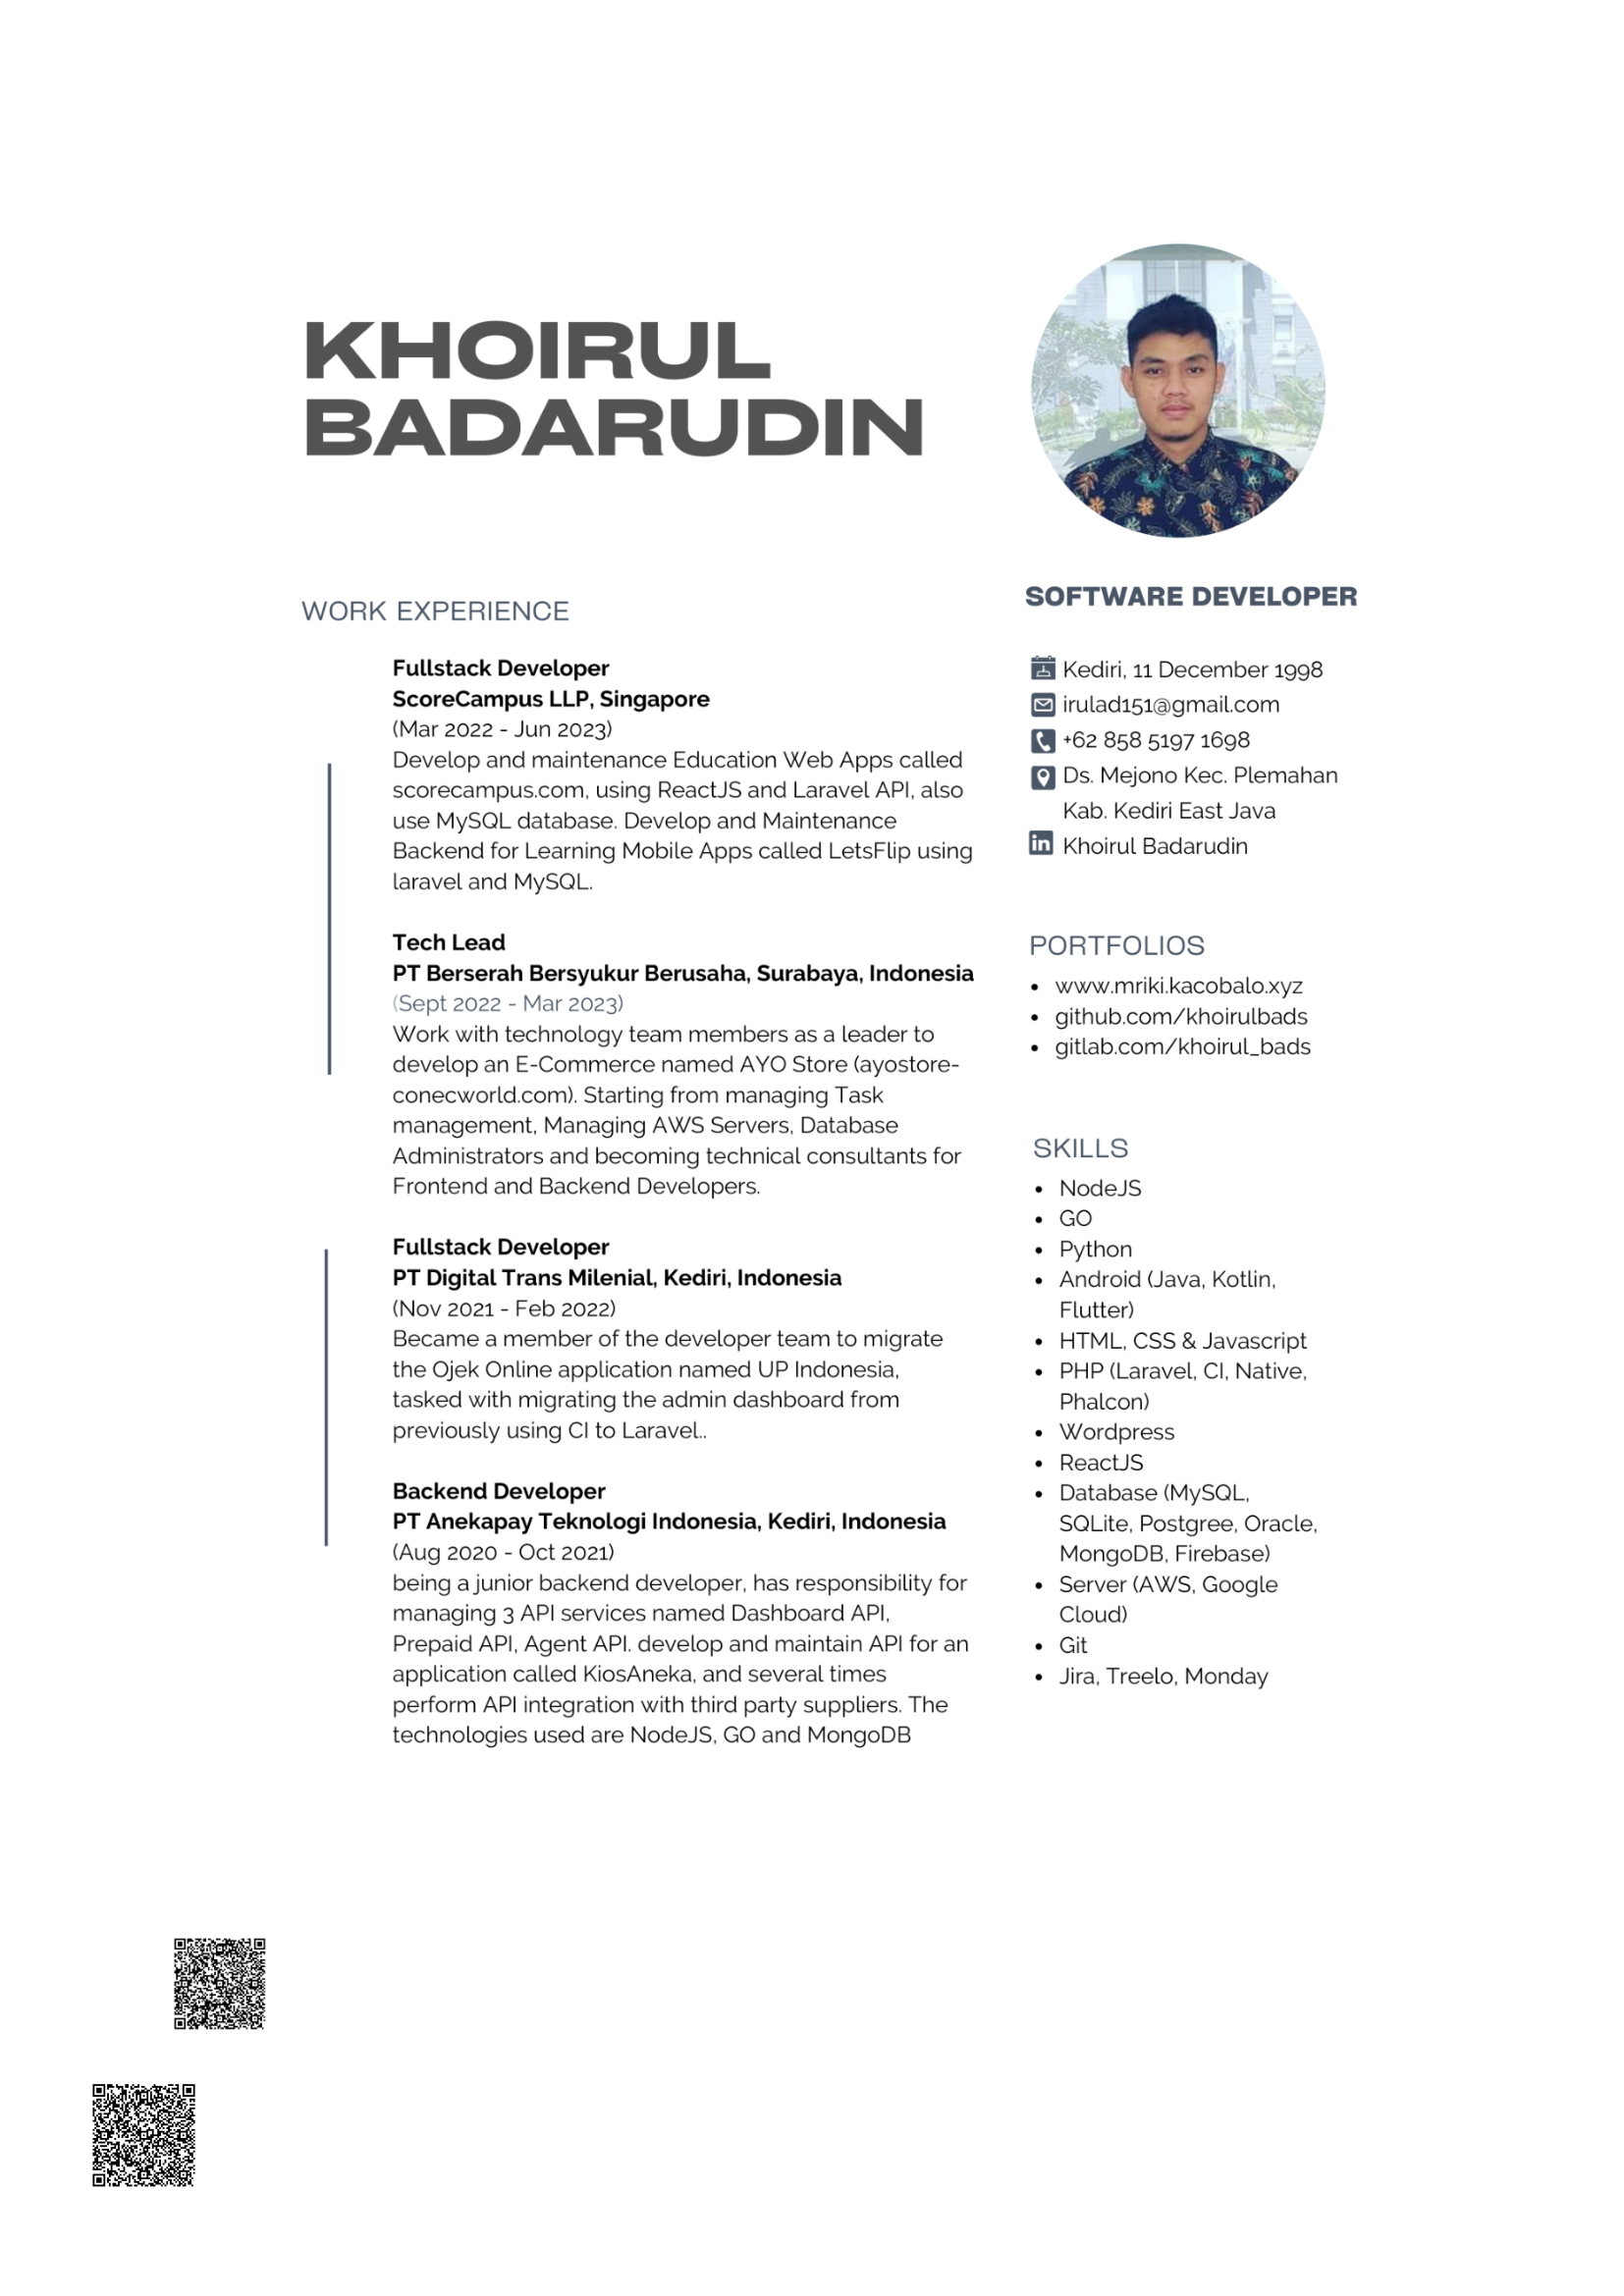 KHOIRUL
BADARUDIN
WORK EXPERIENCE
Fullstack Developer
ScoreCampus LLP, Singapore
(Mar 2022 - Jun 2023)
Develop and maintenance Education Web Apps called
scorecampus.com, using ReactJS and Laravel API, also
use MySQL database. Develop and Maintenance
Backend for Learning Mobile Apps called LetsFlip using
laravel and MySQL.
Tech Lead
PT Berserah Bersyukur Berusaha, Surabaya, Indonesia
(Sept 2022 - Mar 2023)
Work with technology team members as a leader to
develop an E-Commerce named AYO Store (ayostore-
conecworld.com). Starting from managing Task
management, Managing AWS Servers, Database
Administrators and becoming technical consultants for
Frontend and Backend Developers.
Fullstack Developer
PT Digital Trans Milenial, Kediri, Indonesia
(Nov 2021 - Feb 2022)
Became a member of the developer team to migrate
the Ojek Online application named UP Indonesia,
tasked with migrating the admin dashboard from
previously using CI to Laravel..
Backend Developer
PT Anekapay Teknologi Indonesia, Kediri, Indonesia
(Aug 2020 - Oct 2021)
being a junior backend developer, has responsibility for
managing 3 API services named Dashboard API,
Prepaid API, Agent API. develop and maintain API for an
application called KiosAneka, and several times
perform API integration with third party suppliers. The
technologies used are NodeJS, GO and MongoDB
SOFTWARE DEVELOPER
Kediri, 11 December 1998
irulad151@gmail.com
+62 858 5197 1698
Ds. Mejono Kec. Plemahan
Kab. Kediri East Java
in Khoirul Badarudin
PORTFOLIOS
• www.mriki.kacobalo.xyz
• github.com/khoirulbads
• gitlab.com/khoirul_bads
SKILLS
• NodeJS
• GO
• Python
• Android (Java, Kotlin,
Flutter)
• HTML, CSS & Javascript
• PHP (Laravel, CI, Native,
Phalcon)
• Wordpress
• ReactJS
• Database (MySQL,
SQLite, Postgree, Oracle,
MongoDB, Firebase)
• Server (AWS, Google
Cloud)
• Git
• Jira, Treelo, Monday